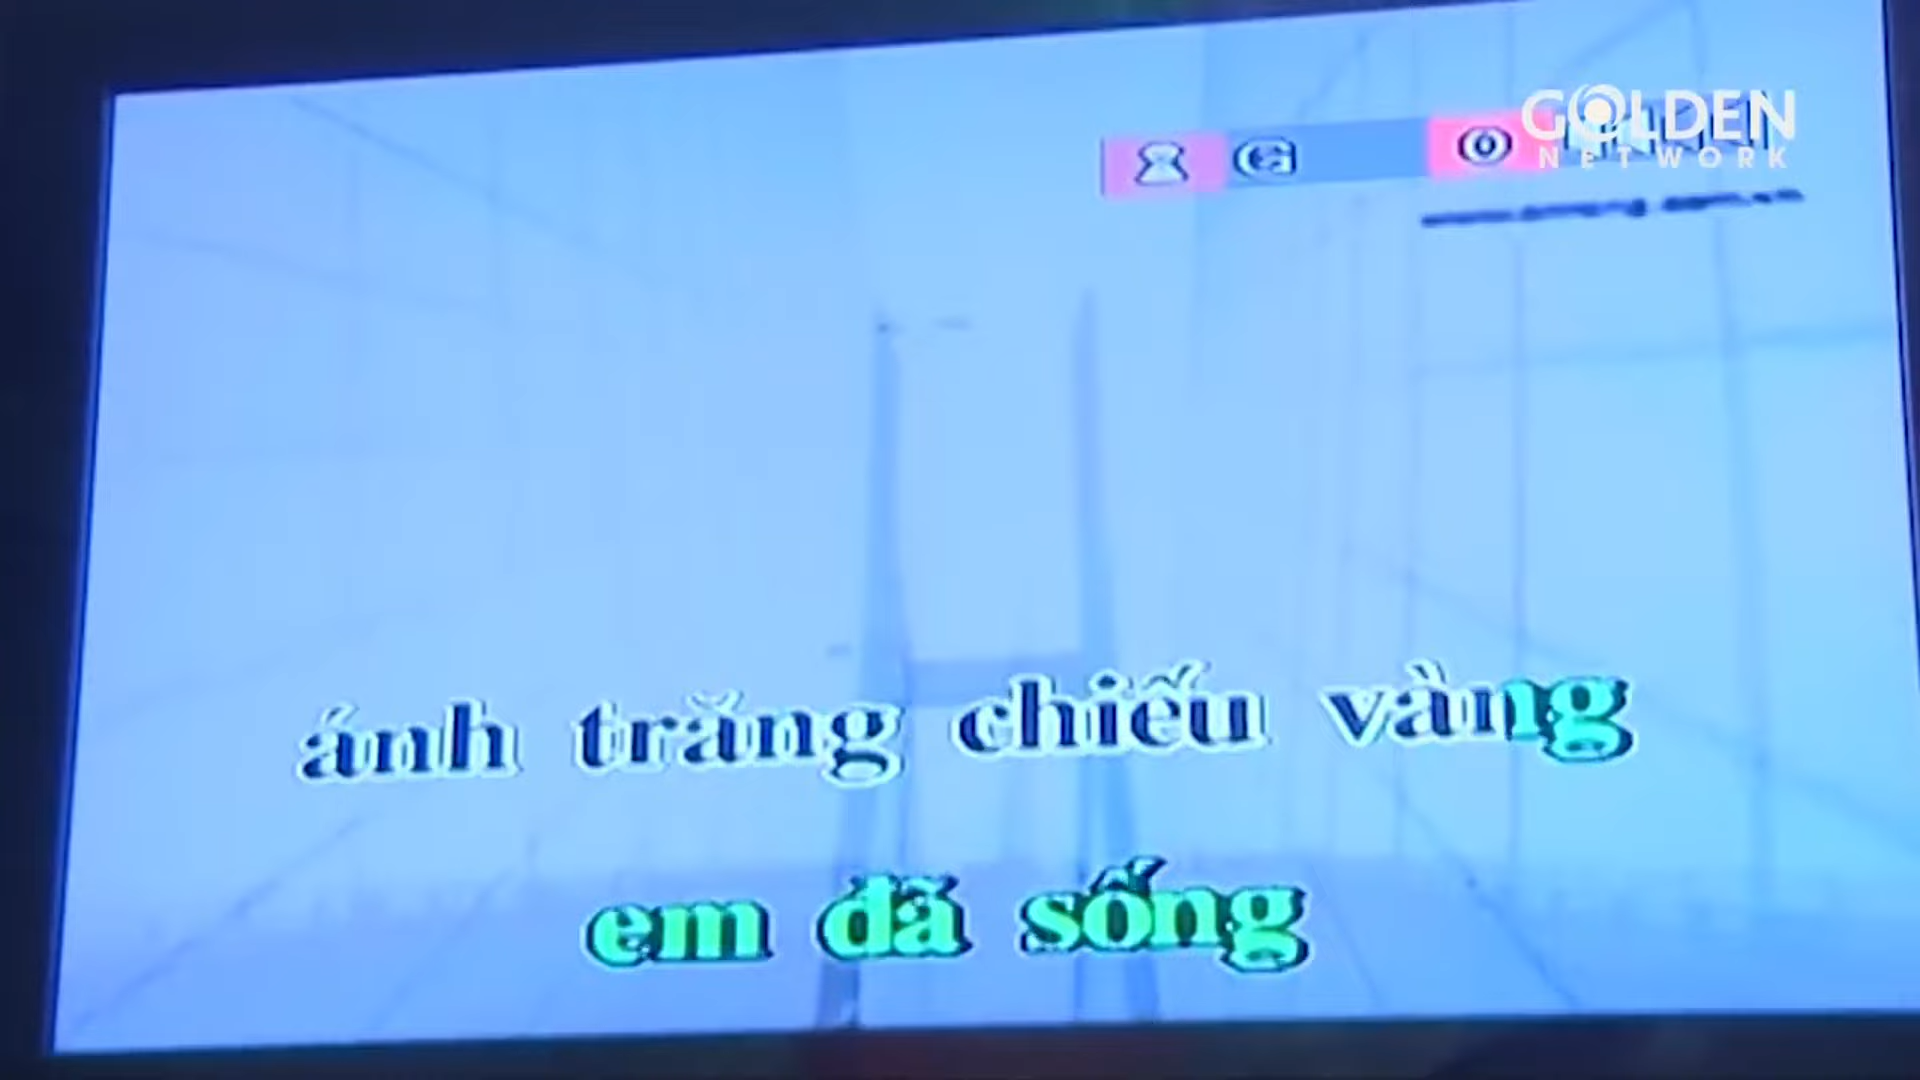 GOLDEN
NETWORK
ánh trăng chiếu vàng
em đã sống